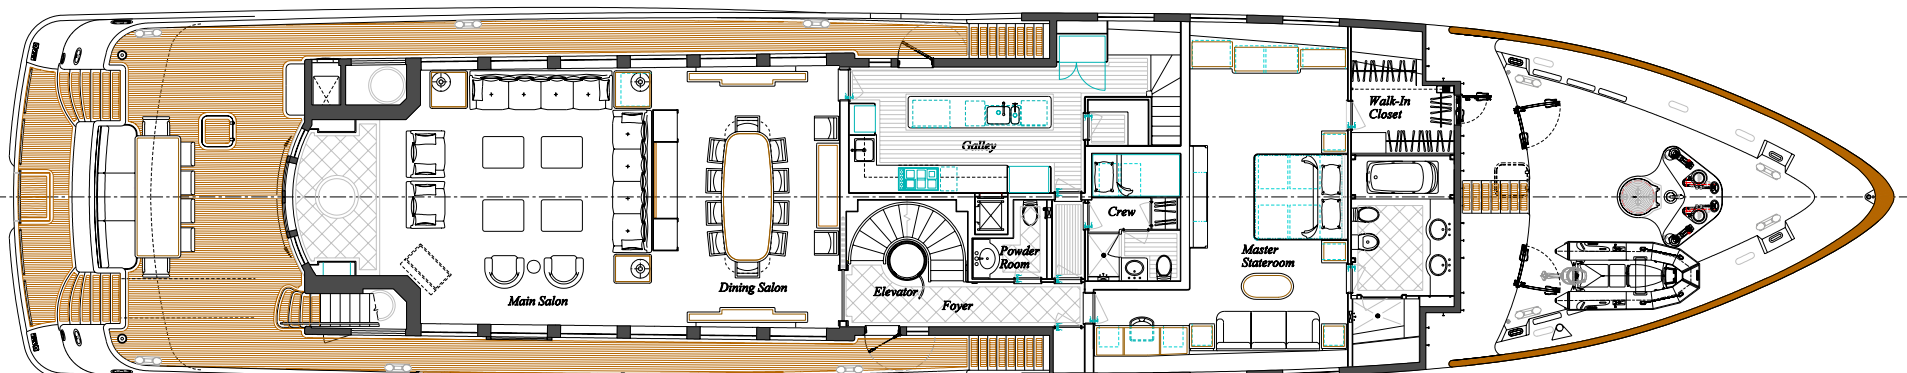 Walk-In
Closet
Galley
Crew
Powder
Room
Master
Stateroom
Elevator
Dining Salon
Main Salon
Foyer